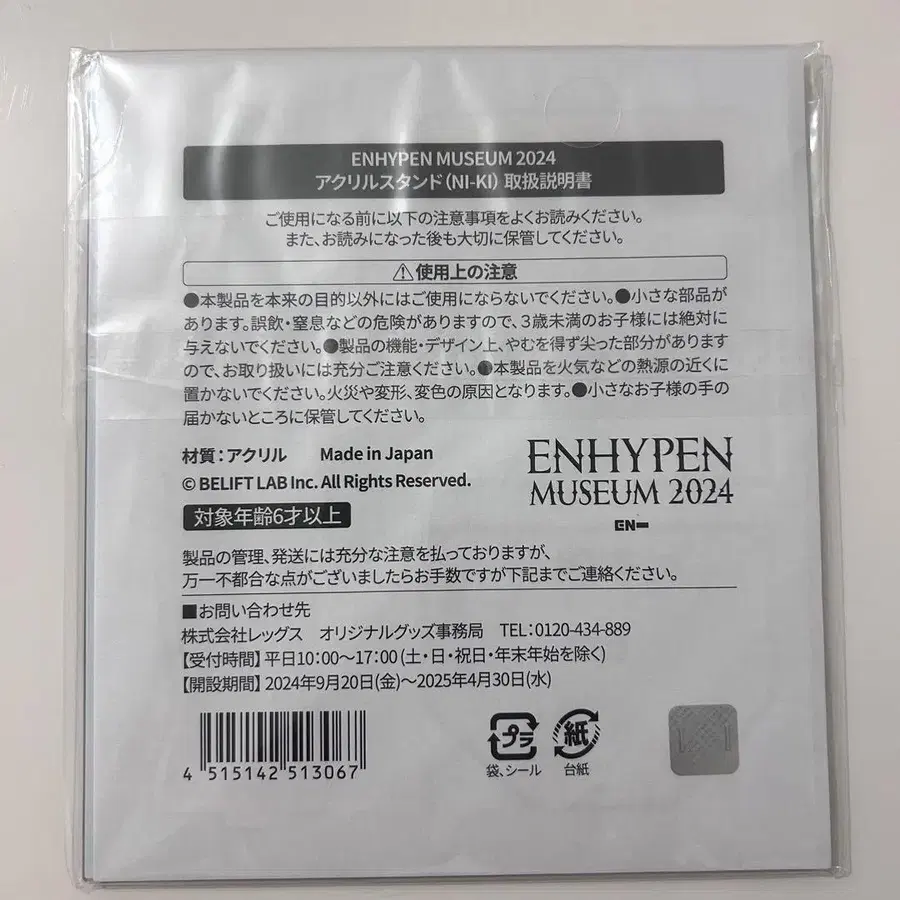 ENHYPEN MUSEUM 2024
アクリルスタンド（NI-KI）取扱説明書
ご使用になる前に以下の注意事項をよくお読みください。
また、お読みになった後も大切に保管してください。
⚠使用上の注意
●本製品を本来の目的以外にはご使用にならないでください。●小さな部品が
あります。誤飲・窒息などの危険がありますので、３歳未満のお子様には絶対に
与えないでください。●製品の機能・デザイン上、やむを得ず尖った部分があります
ので、お取り扱いには充分ご注意ください。●本製品を火気などの熱源の近くに
置かないでください。火災や変形、変色の原因となります。●小さなお子様の手の
届かないところに保管してください。
材質：アクリル Made in Japan
© BELIFT LAB Inc. All Rights Reserved.
ENHYPEN
MUSEUM 2024
EN-
対象年齢6才以上
製品の管理、発送には充分な注意を払っておりますが、
万一不都合な点がございましたらお手数ですが下記までご連絡ください。
■お問い合わせ先
株式会社レッグス オリジナルグッズ事務局 TEL：0120-434-889
【受付時間】平日10：00～17：00（土・日・祝日・年末年始を除く）
【開設期間】2024年9月20日(金)～2025年4月30日(水)
4 515142 513067
プラ
袋、シール
紙
台紙